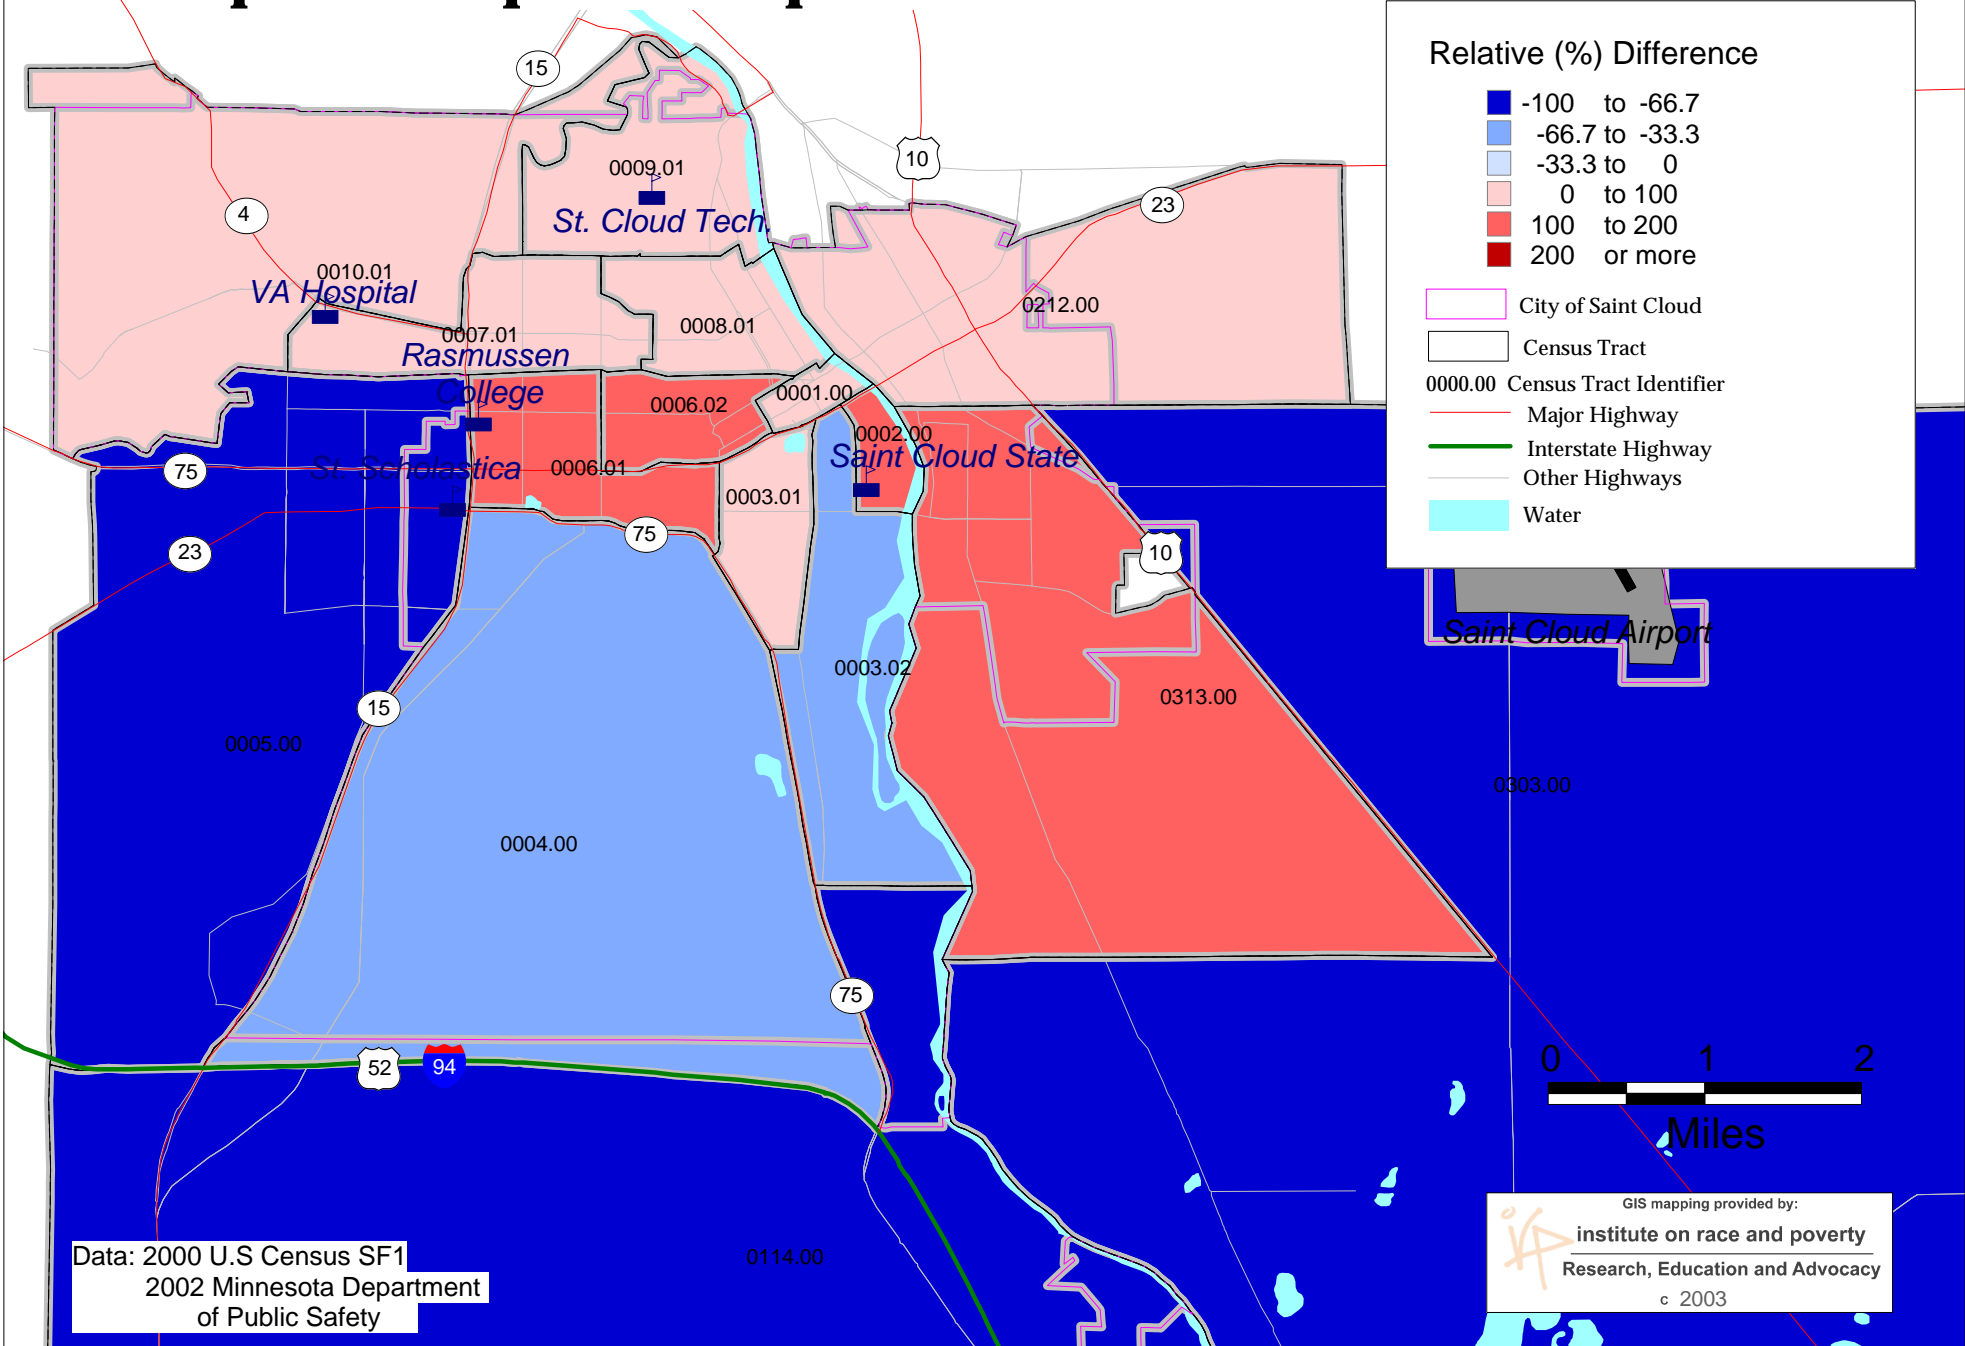 Relative (%) Difference
-100 to -66.7
-66.7 to -33.3
-33.3 to 0
0 to 100
100 to 200
200 or more
City of Saint Cloud
Census Tract
0000.00 Census Tract Identifier
Major Highway
Interstate Highway
Other Highways
Water
15
10
23
4
0009.01
St. Cloud Tech.
0010.01
VA Hospital
0212.00
0007.01
0008.01
Rasmussen
College
0001.00
0006.02
0002.00
Saint Cloud State
75
St. Scholastica
0006.01
0003.01
23
75
10
Saint Cloud Airport
0003.02
0313.00
15
0005.00
0303.00
0004.00
75
52
94
0 1 2
Miles
0114.00
Data: 2000 U.S Census SF1
2002 Minnesota Department
of Public Safety
GIS mapping provided by:
institute on race and poverty
Research, Education and Advocacy
c 2003